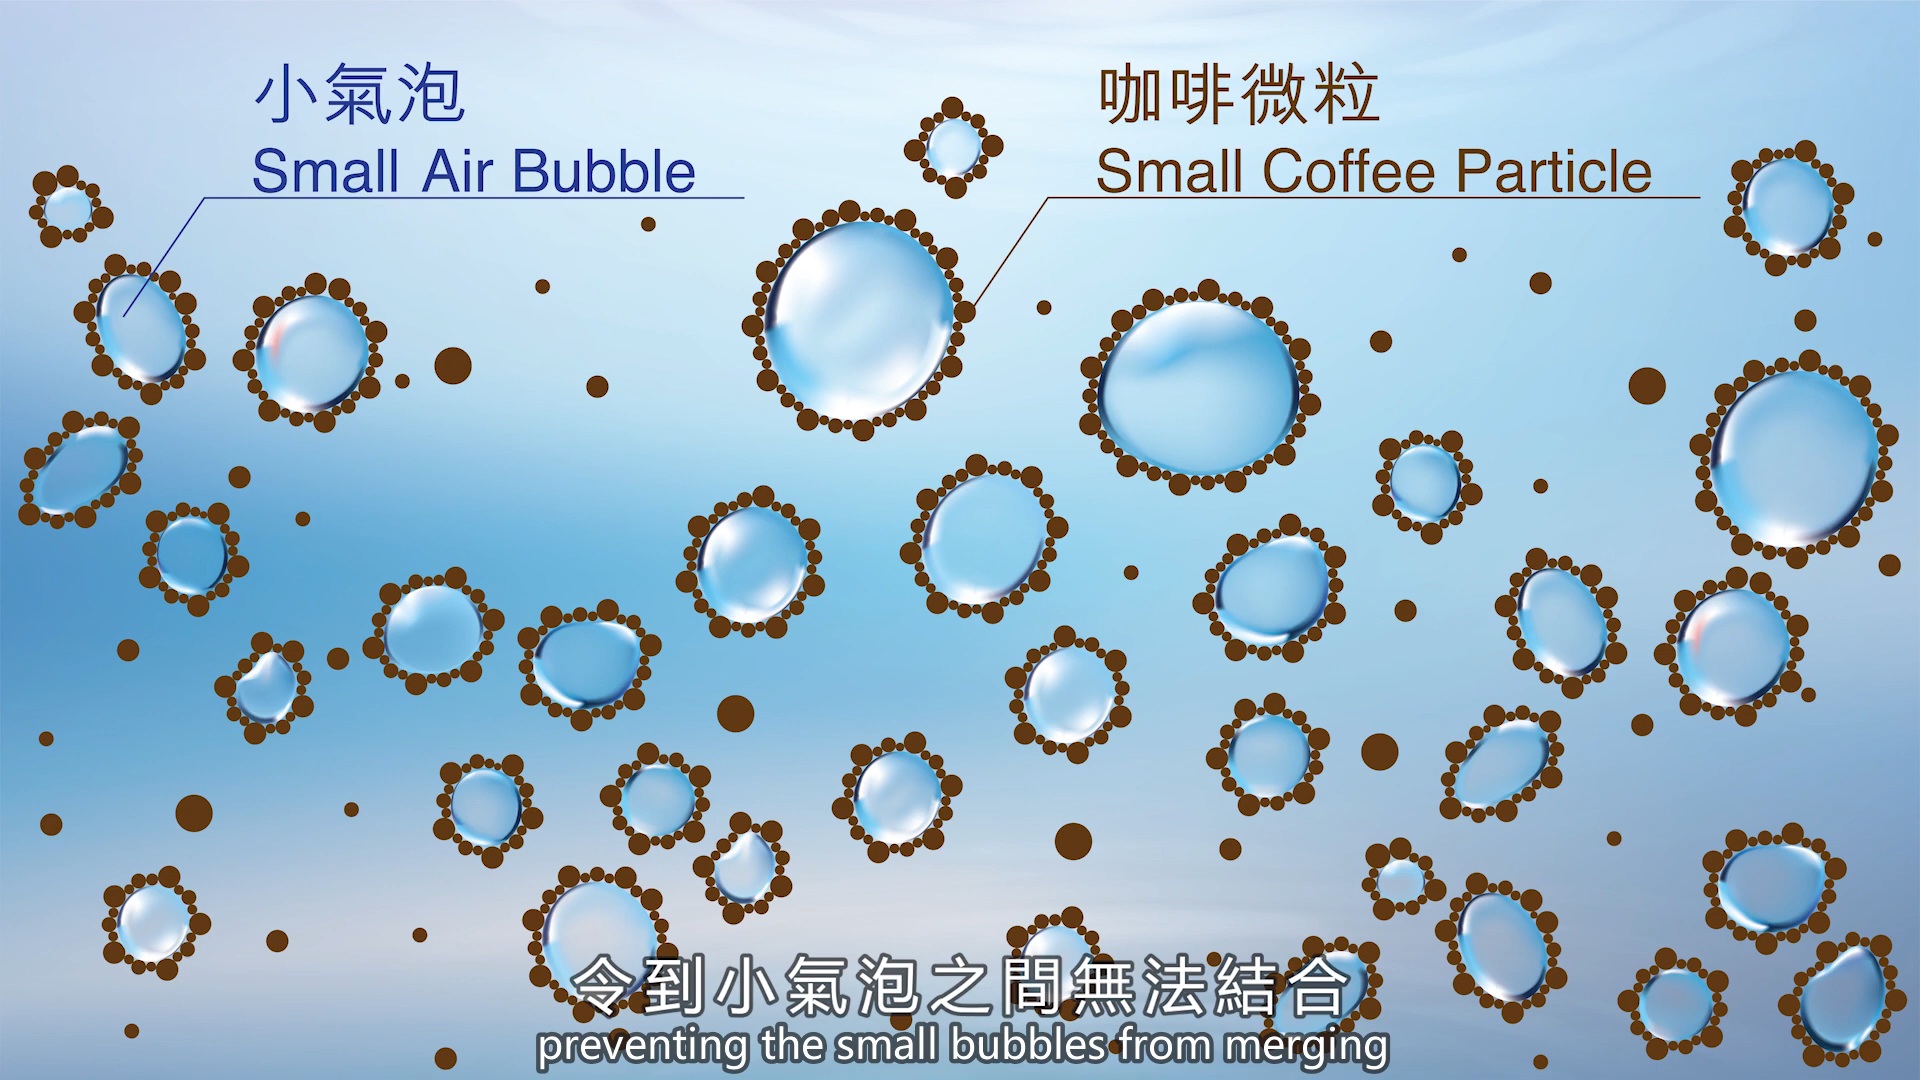 小氣泡
Small Air Bubble
咖啡微粒
Small Coffee Particle
令到小氣泡之間無法結合
preventing the small bubbles from merging